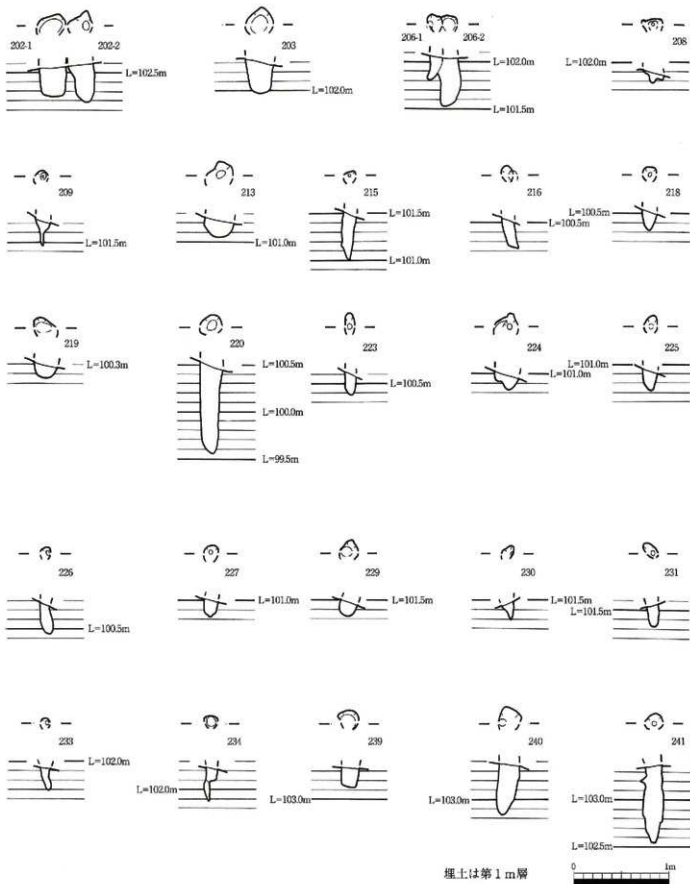 202-1 202-2 203 206-1 206-2 208
L=102.5m L=102.0m L=102.0m L=101.5m L=102.0m
209 213 215 216 218
L=101.5m L=101.0m L=101.5m L=101.0m L=100.5m L=100.5m
219 220 223 224 225
L=100.3m L=100.5m L=100.0m L=99.5m L=100.5m L=101.0m L=101.0m
226 227 229 230 231
L=100.5m L=101.0m L=101.5m L=101.5m L=101.5m
233 234 239 240 241
L=102.0m L=102.0m L=103.0m L=103.0m L=103.0m L=102.5m
埋土は第1m層
0 1m